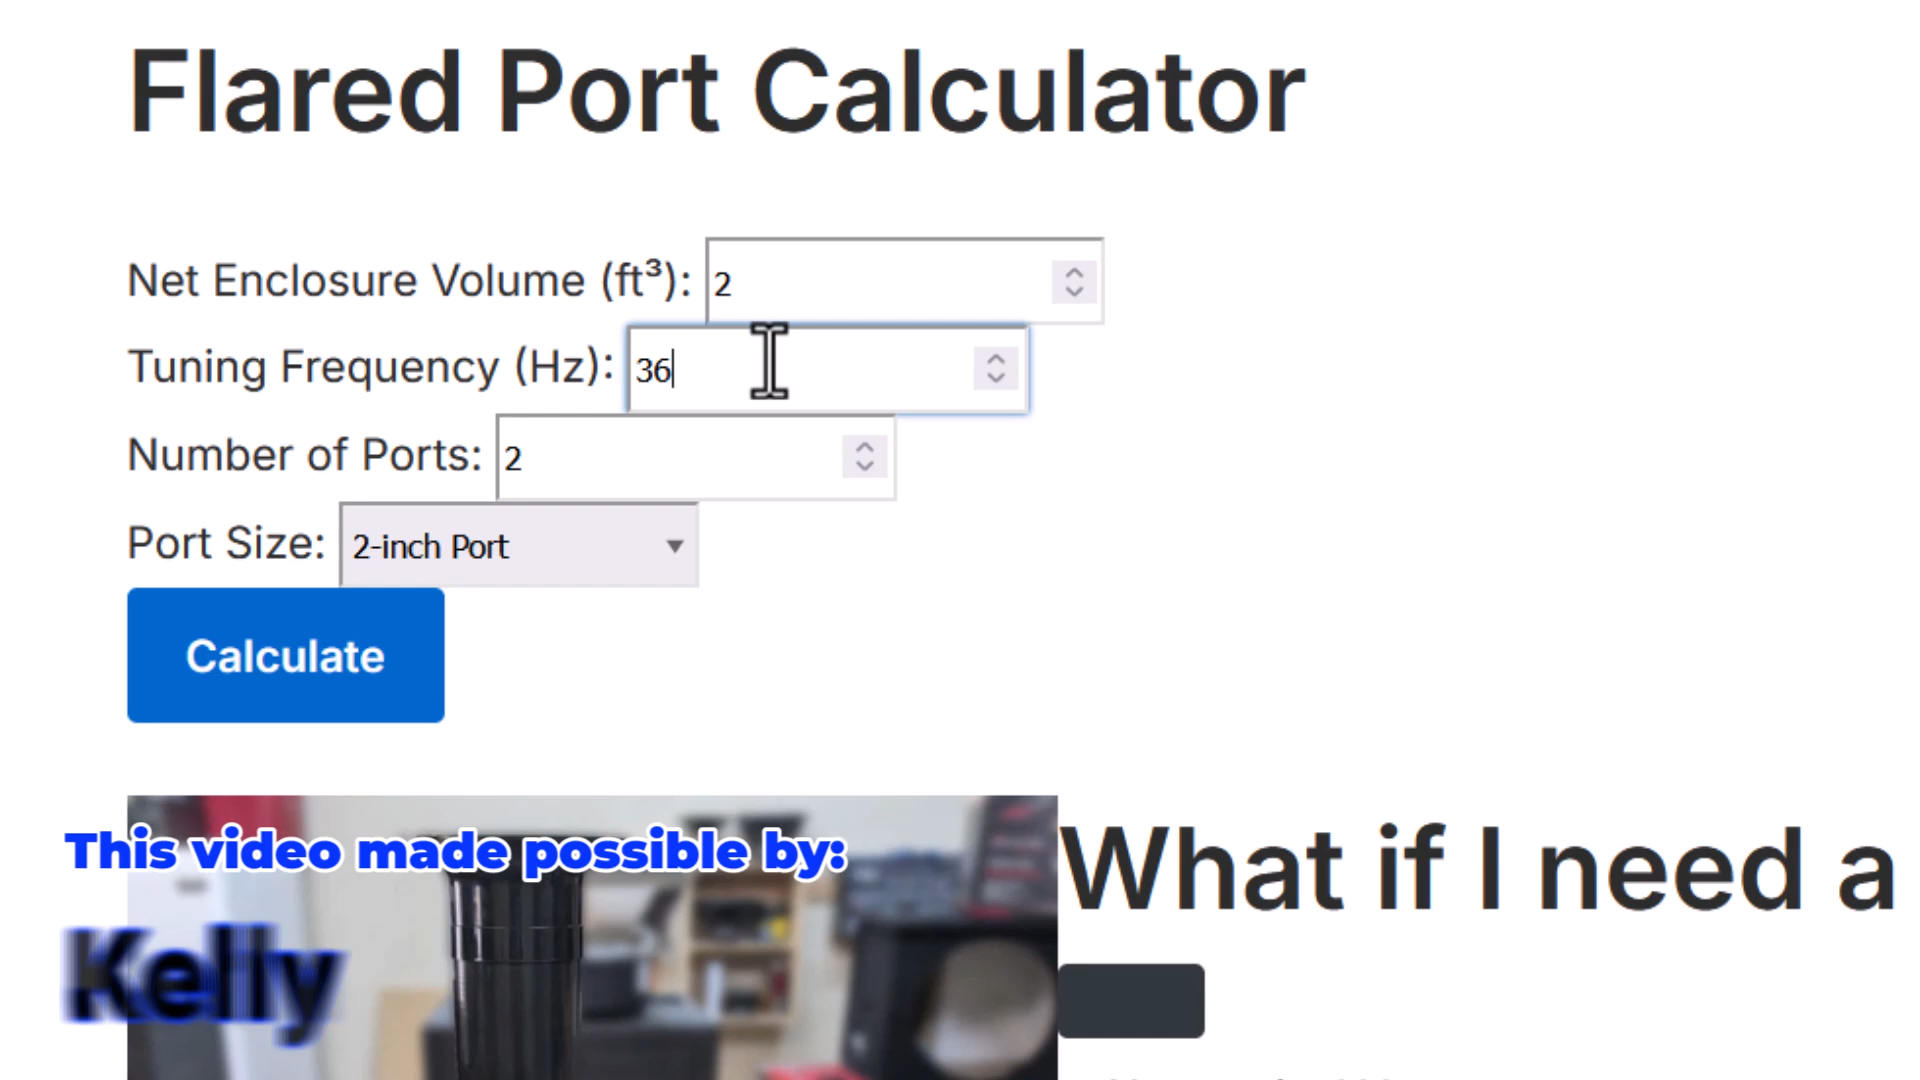 Flared Port Calculator
Net Enclosure Volume (ft³): 2
Tuning Frequency (Hz): 36
Number of Ports: 2
Port Size: 2-inch Port
Calculate
This video made possible by:
What if I need a
Kelly